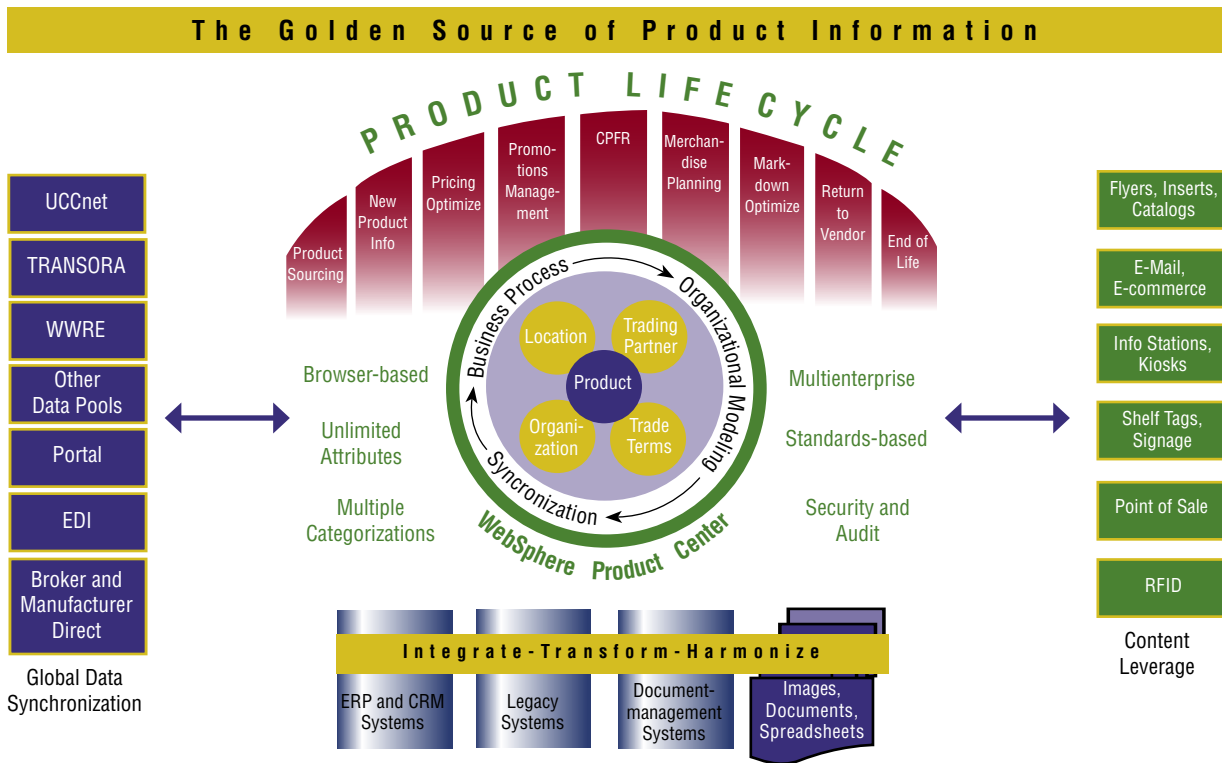 The Golden Source of Product Information
PRODUCT LIFECYCLE
Product
Sourcing
New
Product
Info
Pricing
Optimize
Promo-
tions
Manage-
ment
CPFR
Merchan-
dise
Planning
Mark-
down
Optimize
Return
to
Vendor
End of
Life
UCCnet
TRANSORA
WWRE
Other
Data Pools
Portal
EDI
Broker and
Manufacturer
Direct
Global Data
Synchronization
Browser-based
Unlimited
Attributes
Multiple
Categorizations
Business Process
Organizational Modeling
Synchronization
Location
Trading
Partner
Product
Organi-
zation
Trade
Terms
WebSphere Product Center
Multienterprise
Standards-based
Security and
Audit
Flyers, Inserts,
Catalogs
E-Mail,
E-commerce
Info Stations,
Kiosks
Shelf Tags,
Signage
Point of Sale
RFID
Content
Leverage
Integrate-Transform-Harmonize
ERP and CRM
Systems
Legacy
Systems
Document-
management
Systems
Images,
Documents,
Spreadsheets